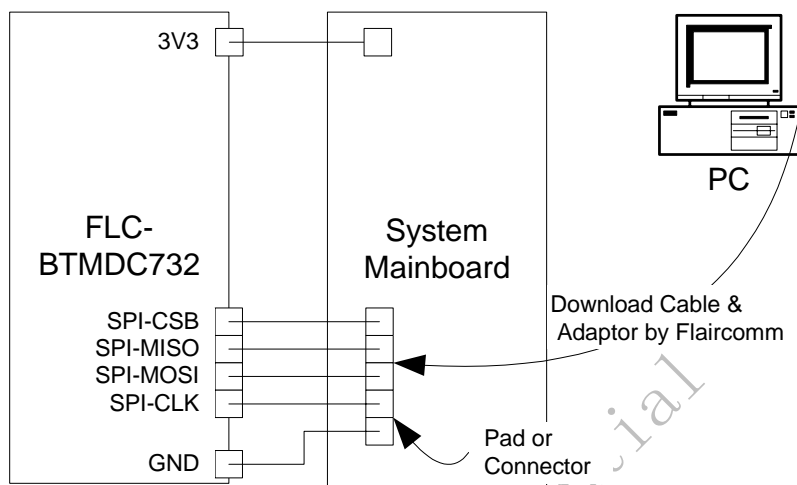 3V3
PC
FLC-
BTMDC732
System
Mainboard
SPI-CSB
SPI-MISO
SPI-MOSI
SPI-CLK
GND
Download Cable &
Adaptor by Flaircomm
Pad or
Connector
cial